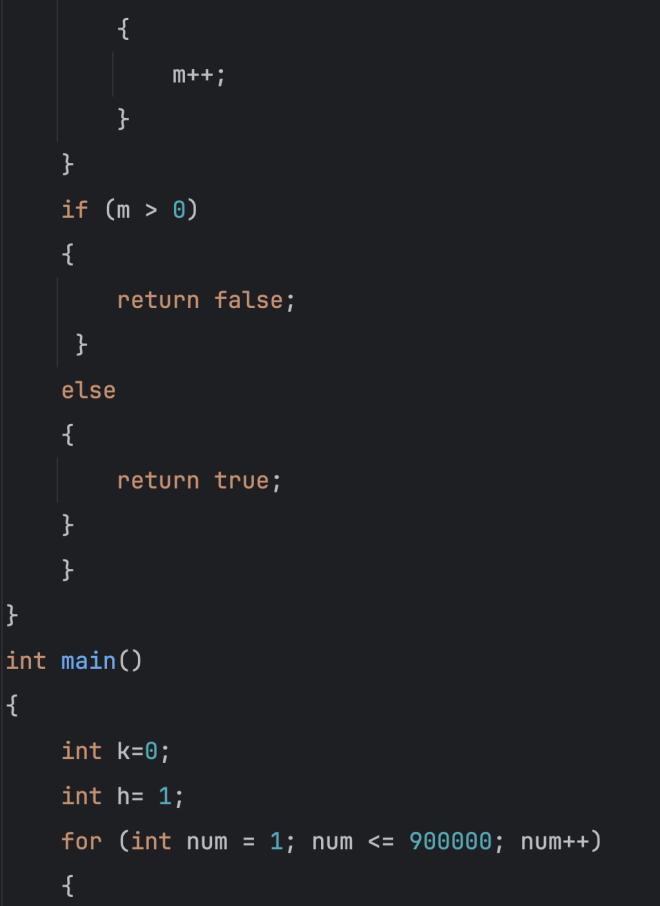 {
            m++;
        }
    }
    if (m > 0)
    {
        return false;
     }
    else
    {
        return true;
    }
    }
}
int main()
{
    int k=0;
    int h= 1;
    for (int num = 1; num <= 900000; num++)
    {